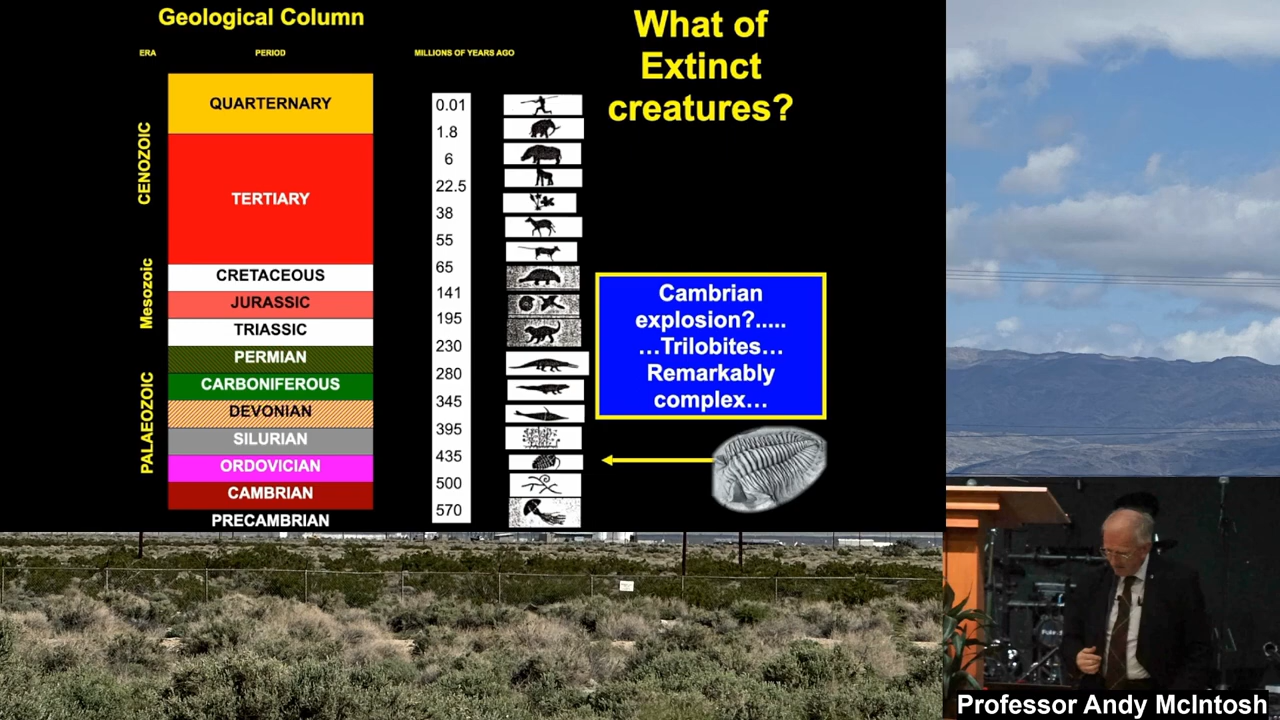 Geological Column
ERA
PERIOD
MILLIONS OF YEARS AGO
What of
Extinct
creatures?
CENOZOIC
Mesozoic
PALAEOZOIC
QUARTERNARY
TERTIARY
CRETACEOUS
JURASSIC
TRIASSIC
PERMIAN
CARBONIFEROUS
DEVONIAN
SILURIAN
ORDOVICIAN
CAMBRIAN
PRECAMBRIAN
0.01
1.8
6
22.5
38
55
65
141
195
230
280
345
395
435
500
570
Cambrian
explosion?.....
…Trilobites…
Remarkably
complex…
Professor Andy McIntosh